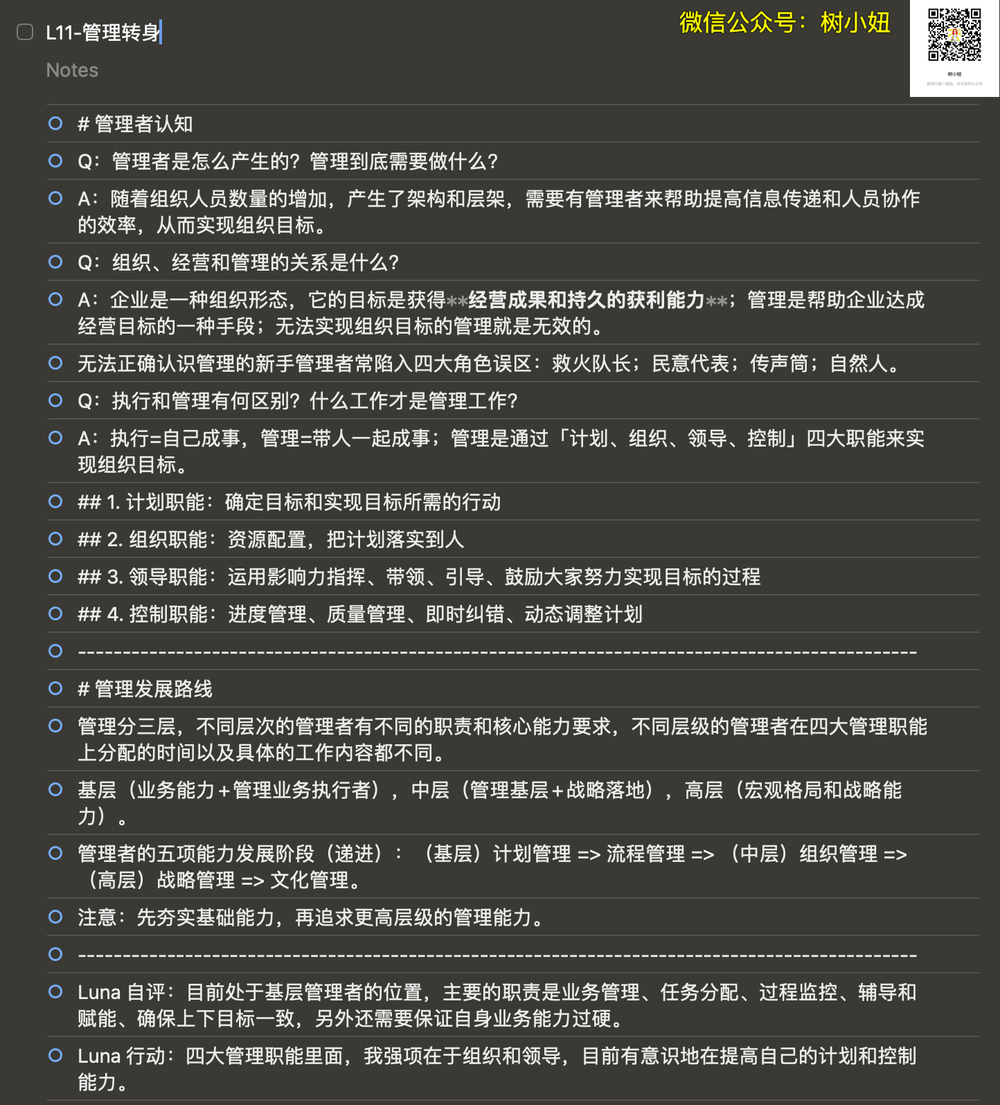 L11-管理转身
微信公众号：树小妞
Notes
树小妞
# 管理者认知
Q：管理者是怎么产生的？管理到底需要做什么？
A：随着组织人员数量的增加，产生了架构和层架，需要有管理者来帮助提高信息传递和人员协作
的效率，从而实现组织目标。
Q：组织、经营和管理的关系是什么？
A：企业是一种组织形态，它的目标是获得**经营成果和持久的获利能力**；管理是帮助企业达成
经营目标的一种手段；无法实现组织目标的管理就是无效的。
无法正确认识管理的新手管理者常陷入四大角色误区：救火队长；民意代表；传声筒；自然人。
Q：执行和管理有何区别？什么工作才是管理工作？
A：执行=自己成事，管理=带人一起成事；管理是通过「计划、组织、领导、控制」四大职能来实
现组织目标。
## 1. 计划职能：确定目标和实现目标所需的行动
## 2. 组织职能：资源配置，把计划落实到人
## 3. 领导职能：运用影响力指挥、带领、引导、鼓励大家努力实现目标的过程
## 4. 控制职能：进度管理、质量管理、即时纠错、动态调整计划
----------------------------------------------------------------------------------------------
# 管理发展路线
管理分三层，不同层次的管理者有不同的职责和核心能力要求，不同层级的管理者在四大管理职能
上分配的时间以及具体的工作内容都不同。
基层（业务能力+管理业务执行者），中层（管理基层+战略落地），高层（宏观格局和战略能
力）。
管理者的五项能力发展阶段（递进）：（基层）计划管理 => 流程管理 => （中层）组织管理 =>
（高层）战略管理 => 文化管理。
注意：先夯实基础能力，再追求更高层级的管理能力。
----------------------------------------------------------------------------------------------
Luna 自评：目前处于基层管理者的位置，主要的职责是业务管理、任务分配、过程监控、辅导和
赋能、确保上下目标一致，另外还需要保证自身业务能力过硬。
Luna 行动：四大管理职能里面，我强项在于组织和领导，目前有意识地在提高自己的计划和控制
能力。